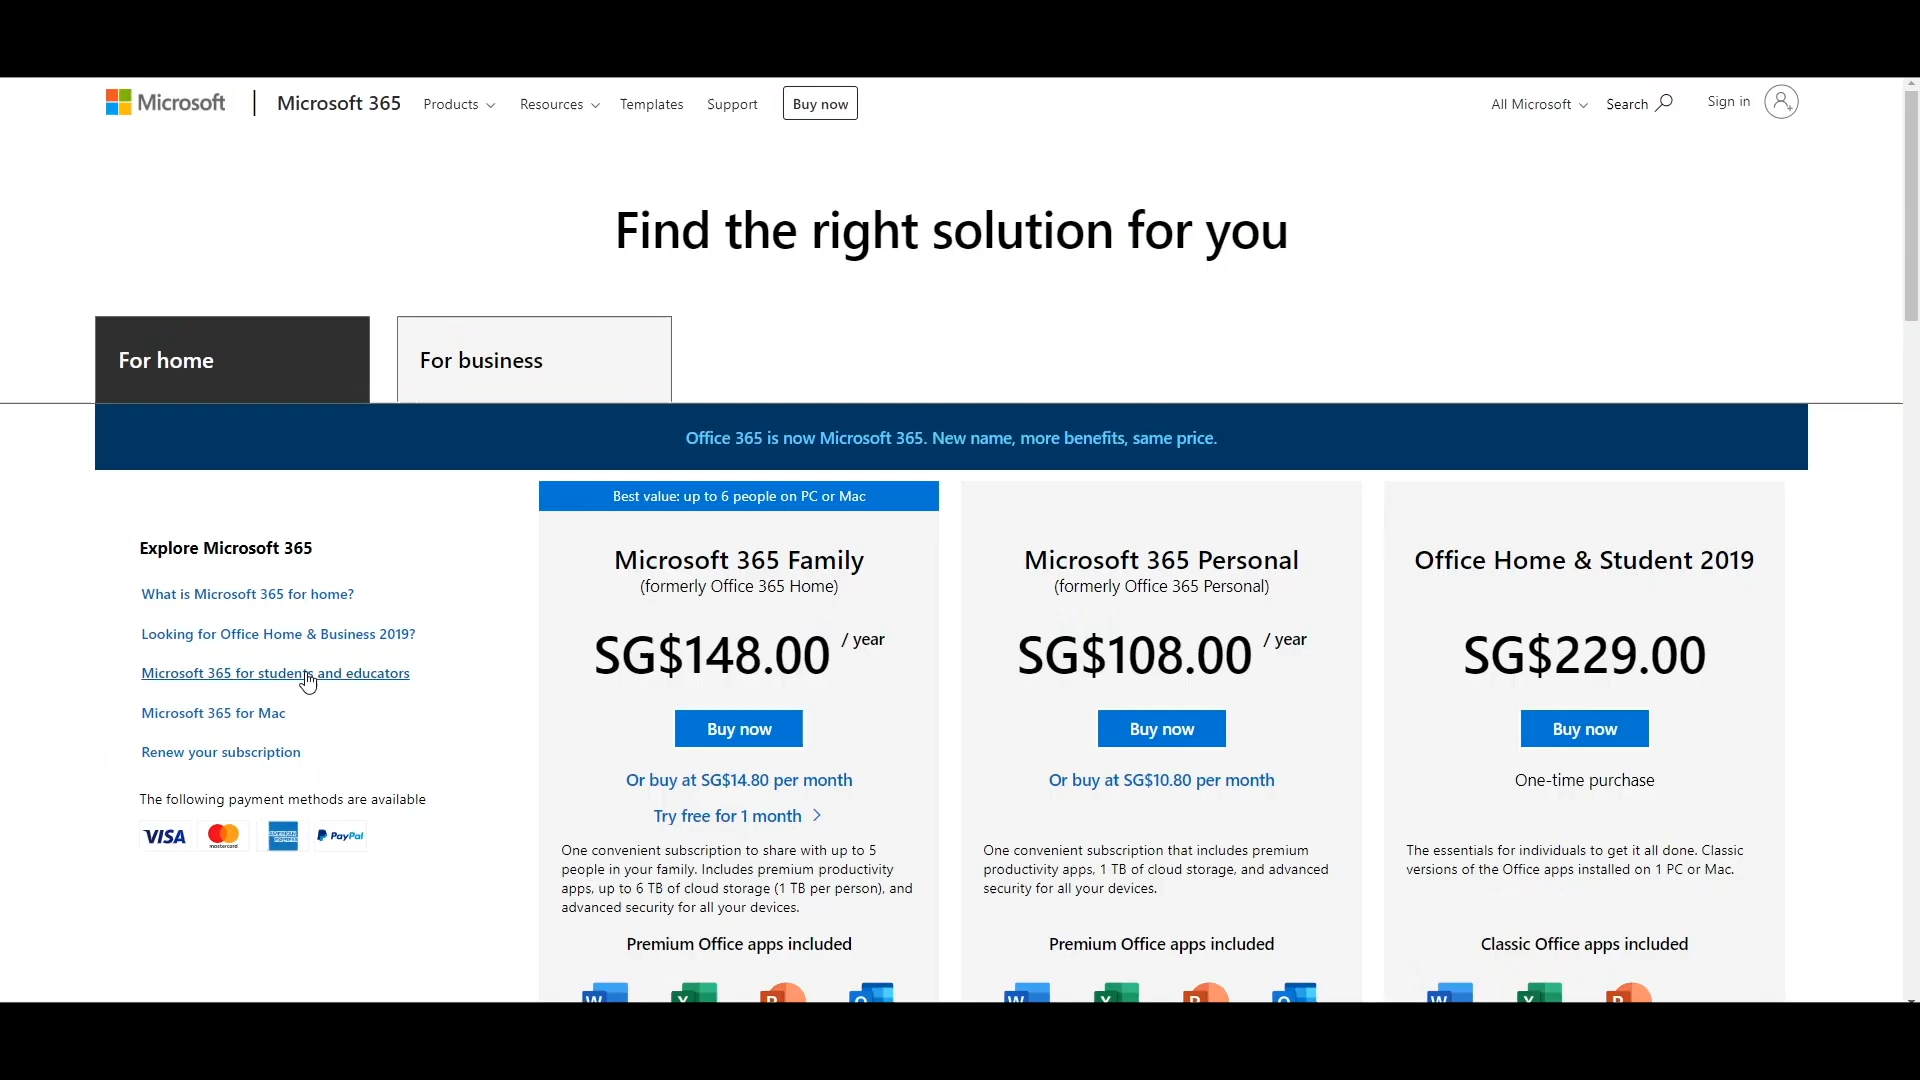 Microsoft
Microsoft 365
Products
Resources
Templates
Support
Buy now
All Microsoft
Search
Sign in
Find the right solution for you
For home
For business
Office 365 is now Microsoft 365. New name, more benefits, same price.
Explore Microsoft 365
What is Microsoft 365 for home?
Looking for Office Home & Business 2019?
Microsoft 365 for students and educators
Microsoft 365 for Mac
Renew your subscription
The following payment methods are available
VISA
mastercard
AMERICAN EXPRESS
PayPal
Best value: up to 6 people on PC or Mac
Microsoft 365 Family
(formerly Office 365 Home)
SG$148.00 / year
Buy now
Or buy at SG$14.80 per month
Try free for 1 month
One convenient subscription to share with up to 5
people in your family. Includes premium productivity
apps, up to 6 TB of cloud storage (1 TB per person), and
advanced security for all your devices.
Premium Office apps included
Microsoft 365 Personal
(formerly Office 365 Personal)
SG$108.00 / year
Buy now
Or buy at SG$10.80 per month
One convenient subscription that includes premium
productivity apps, 1 TB of cloud storage, and advanced
security for all your devices.
Premium Office apps included
Office Home & Student 2019
SG$229.00
Buy now
One-time purchase
The essentials for individuals to get it all done. Classic
versions of the Office apps installed on 1 PC or Mac.
Classic Office apps included